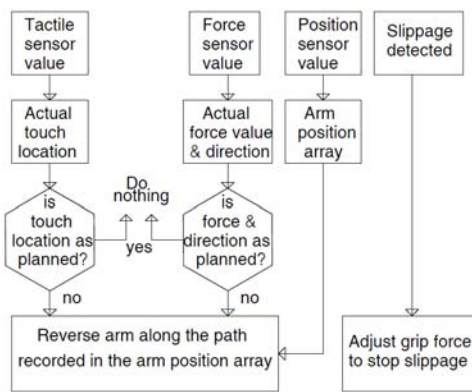 Tactile
sensor
value
Force
sensor
value
Position
sensor
value
Slippage
detected
Actual
touch
location
Actual
force value
& direction
Arm
position
array
is
touch
location as
planned?
Do
nothing
yes
is
force &
direction as
planned?
no
no
Reverse arm along the path
recorded in the arm position array
Adjust grip force
to stop slippage